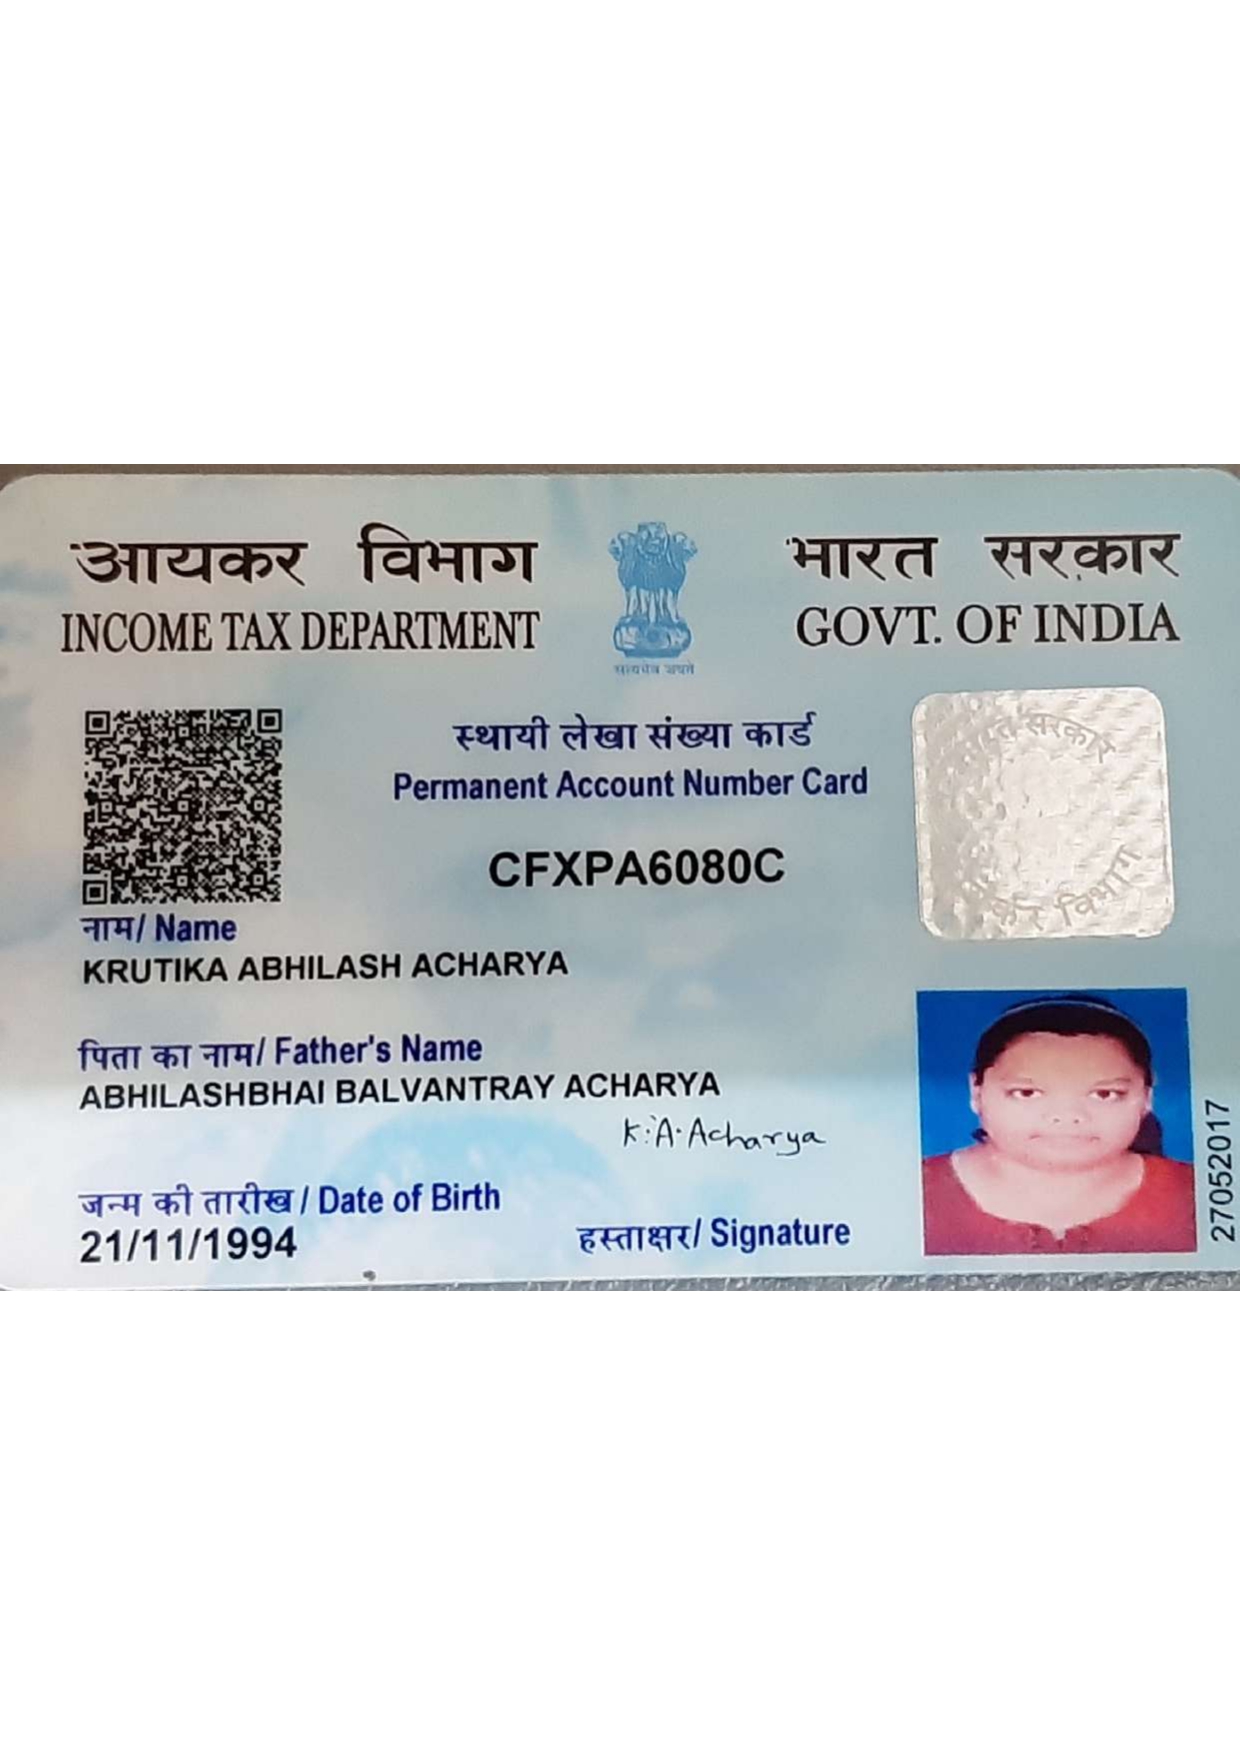 आयकर विभाग
INCOME TAX DEPARTMENT
भारत सरकार
GOVT. OF INDIA
सत्यमेव जयते
स्थायी लेखा संख्या कार्ड
Permanent Account Number Card
CFXPA6080C
भारत सरकार
आयकर विभाग
नाम/ Name
KRUTIKA ABHILASH ACHARYA
पिता का नाम/ Father's Name
ABHILASHBHAI BALVANTRAY ACHARYA
K.A.Acharya
जन्म की तारीख / Date of Birth
21/11/1994
हस्ताक्षर/ Signature
27052017